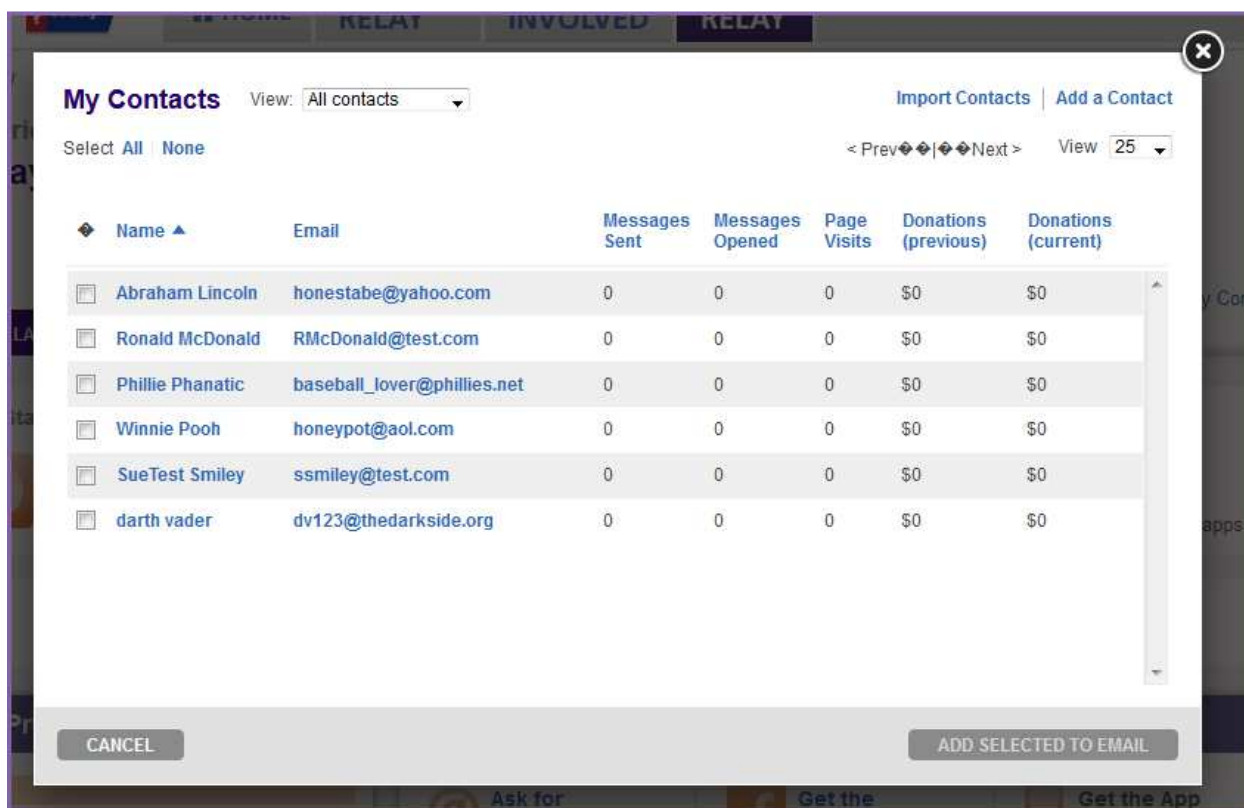 HOME
RELAY
INVOLVED
RELAY
My Contacts View: All contacts
Import Contacts | Add a Contact
Select All None
< Prev��|��Next > View 25
� Name ▲ Email Messages Sent Messages Opened Page Visits Donations (previous) Donations (current)
Abraham Lincoln honestabe@yahoo.com 0 0 0 $0 $0
Ronald McDonald RMcDonald@test.com 0 0 0 $0 $0
Phillie Phanatic baseball_lover@phillies.net 0 0 0 $0 $0
Winnie Pooh honeypot@aol.com 0 0 0 $0 $0
SueTest Smiley ssmiley@test.com 0 0 0 $0 $0
darth vader dv123@thedarkside.org 0 0 0 $0 $0
apps
CANCEL ADD SELECTED TO EMAIL
Ask for Get the Get the App